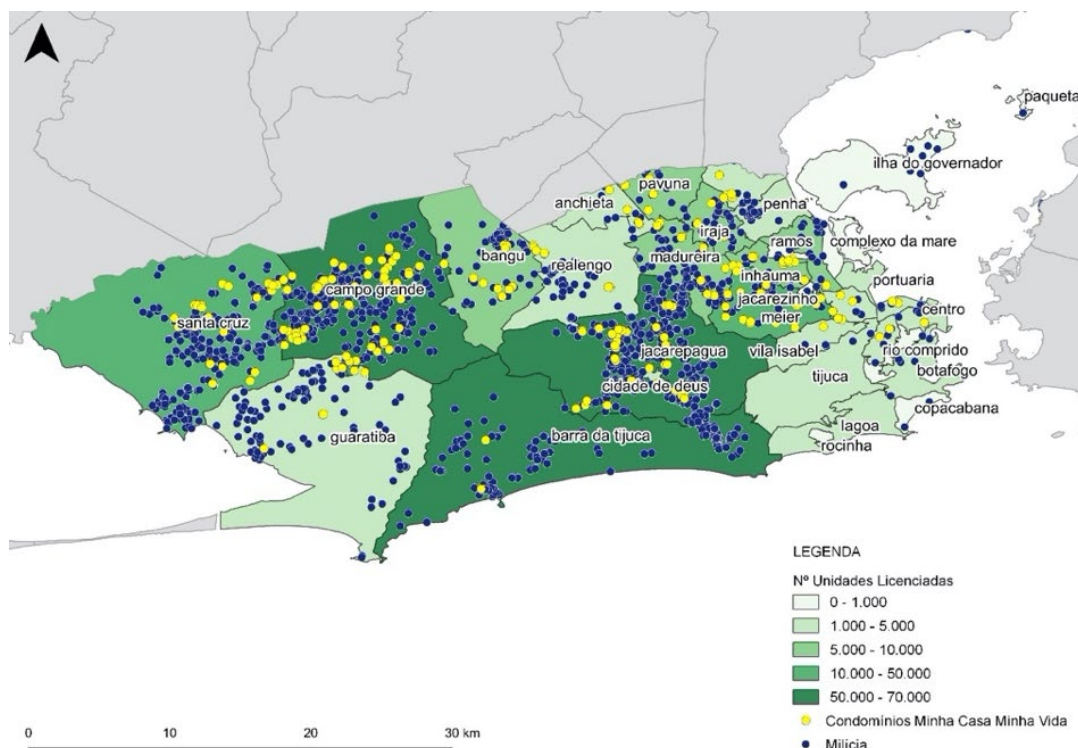 paqueta
ilha do governador
pavuna
anchieta
penha
iraja
ramos
complexo da mare
bangu
realengo
madureira
inhauma
portuaria
campo grande
jacarezinho
meier
centro
santa cruz
jacarepagua
vila isabel
rio comprido
cidade de deus
tijuca
botafogo
copacabana
guaratiba
barra da tijuca
lagoa
rocinha
LEGENDA
Nº Unidades Licenciadas
0 - 1.000
1.000 - 5.000
5.000 - 10.000
10.000 - 50.000
50.000 - 70.000
Condomínios Minha Casa Minha Vida
Milícia
0 10 20 30 km